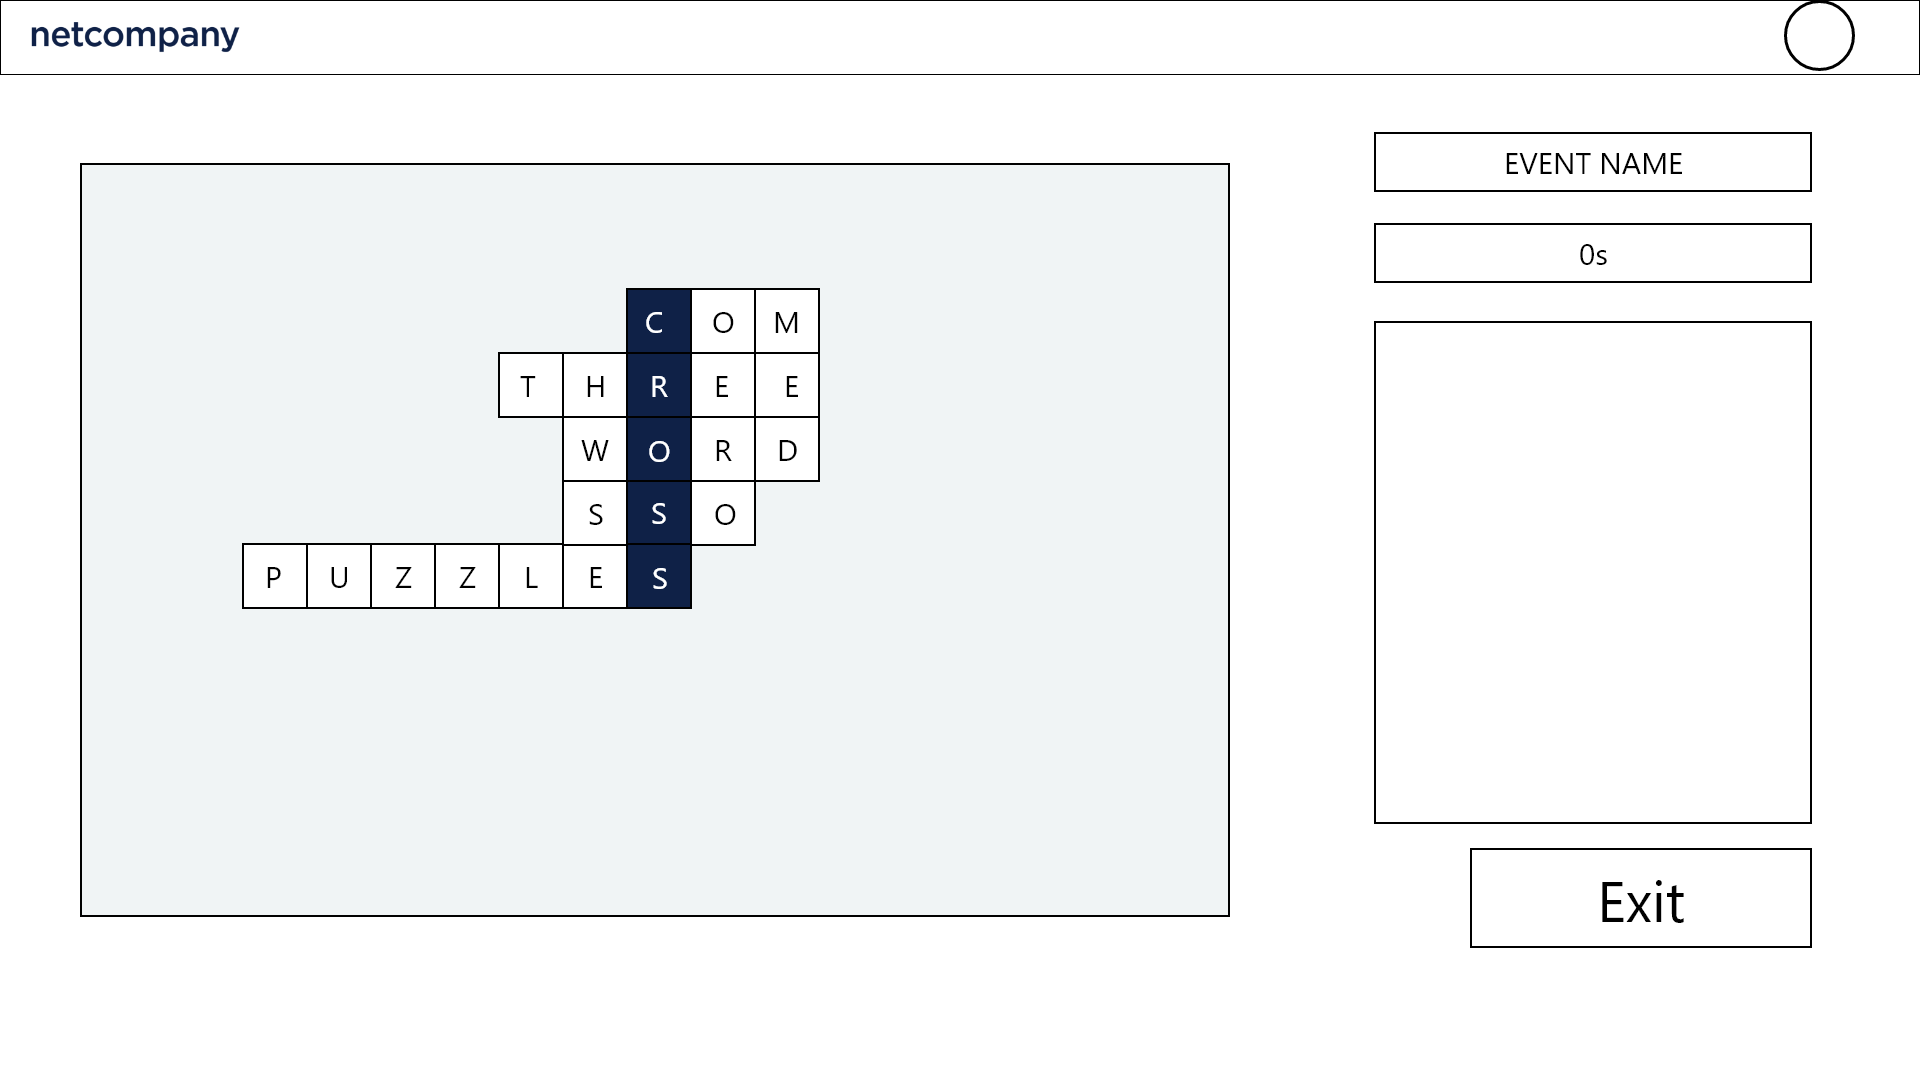 netcompany
EVENT NAME
0s
C O M
T H R E E
W O R D
S S O
P U Z Z L E S
Exit